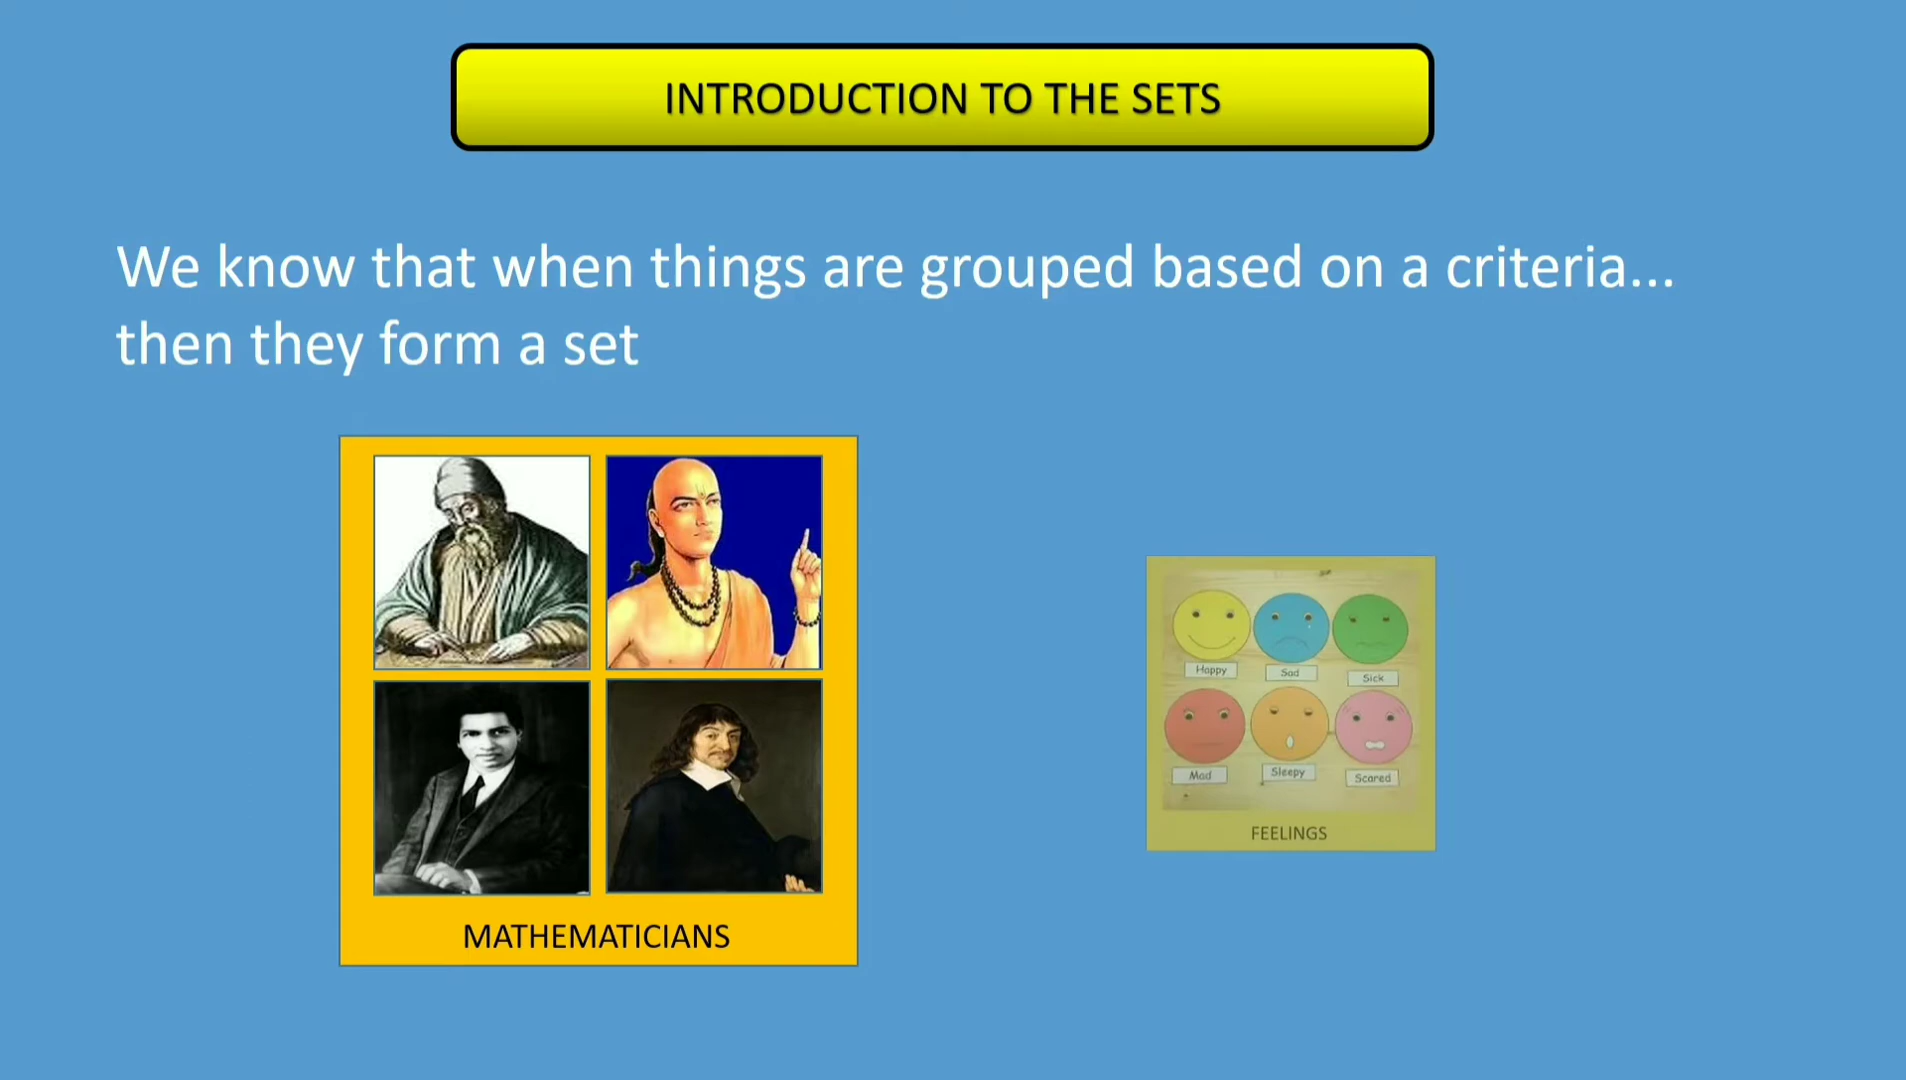 INTRODUCTION TO THE SETS
We know that when things are grouped based on a criteria...
then they form a set
MATHEMATICIANS
Happy
Sad
Sick
Mad
Sleepy
Scared
FEELINGS